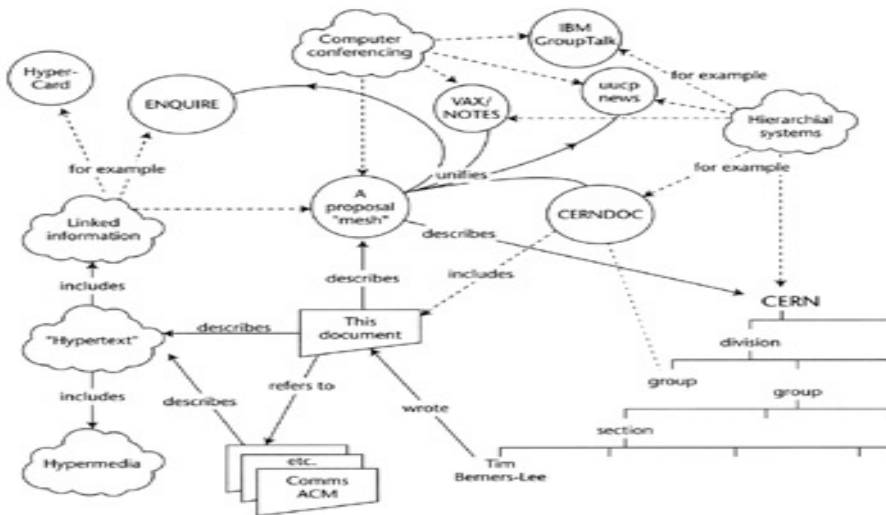 Computer
conferencing
IBM
GroupTalk
Hyper-
Card
ENQUIRE
VAX/
NOTES
uucp
news
for example
Hierarchial
systems
for example
unifies
for example
A
proposal
"mesh"
CERNDOC
Linked
information
describes
includes
describes
includes
CERN
This
document
describes
"Hypertext"
division
refers to
group
group
describes
includes
wrote
section
Hypermedia
etc.
Comms
ACM
Tim
Berners-Lee